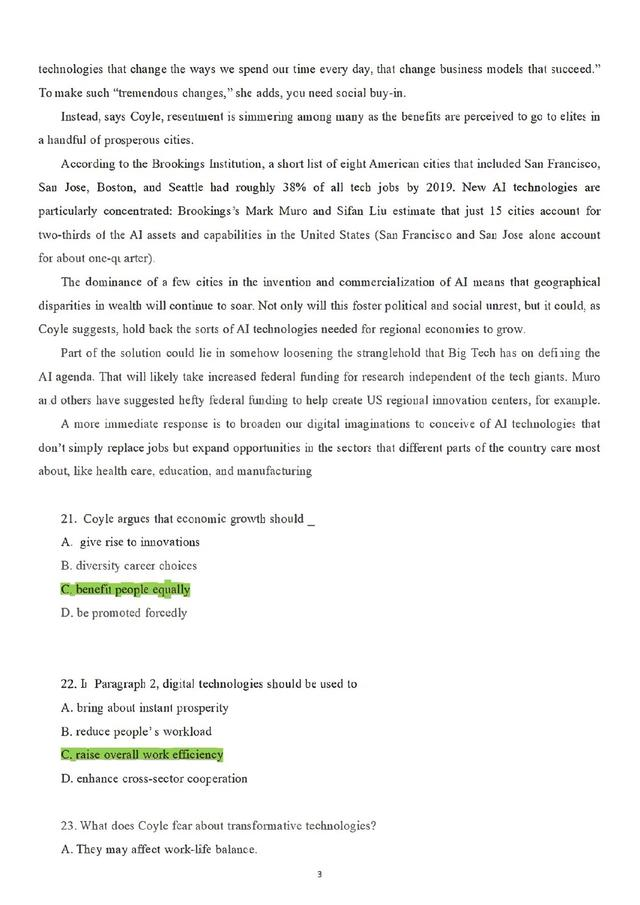 technologies that change the ways we spend our time every day, that change business models that succeed.”
To make such “tremendous changes,” she adds, you need social buy-in.
Instead, says Coyle, resentment is simmering among many as the benefits are perceived to go to elites in
a handful of prosperous cities.
According to the Brookings Institution, a short list of eight American cities that included San Francisco,
San Jose, Boston, and Seattle had roughly 38% of all tech jobs by 2019. New AI technologies are
particularly concentrated: Brookings’s Mark Muro and Sifan Liu estimate that just 15 cities account for
two-thirds of the AI assets and capabilities in the United States (San Francisco and San Jose alone account
for about one-quarter).
The dominance of a few cities in the invention and commercialization of AI means that geographical
disparities in wealth will continue to soar. Not only will this foster political and social unrest, but it could, as
Coyle suggests, hold back the sorts of AI technologies needed for regional economies to grow.
Part of the solution could lie in somehow loosening the stranglehold that Big Tech has on defining the
AI agenda. That will likely take increased federal funding for research independent of the tech giants. Muro
and others have suggested hefty federal funding to help create US regional innovation centers, for example.
A more immediate response is to broaden our digital imaginations to conceive of AI technologies that
don’t simply replace jobs but expand opportunities in the sectors that different parts of the country care most
about, like health care, education, and manufacturing
21. Coyle argues that economic growth should _
A. give rise to innovations
B. diversity career choices
C. benefit people equally
D. be promoted forcedly
22. In Paragraph 2, digital technologies should be used to
A. bring about instant prosperity
B. reduce people’s workload
C. raise overall work efficiency
D. enhance cross-sector cooperation
23. What does Coyle fear about transformative technologies?
A. They may affect work-life balance.
3